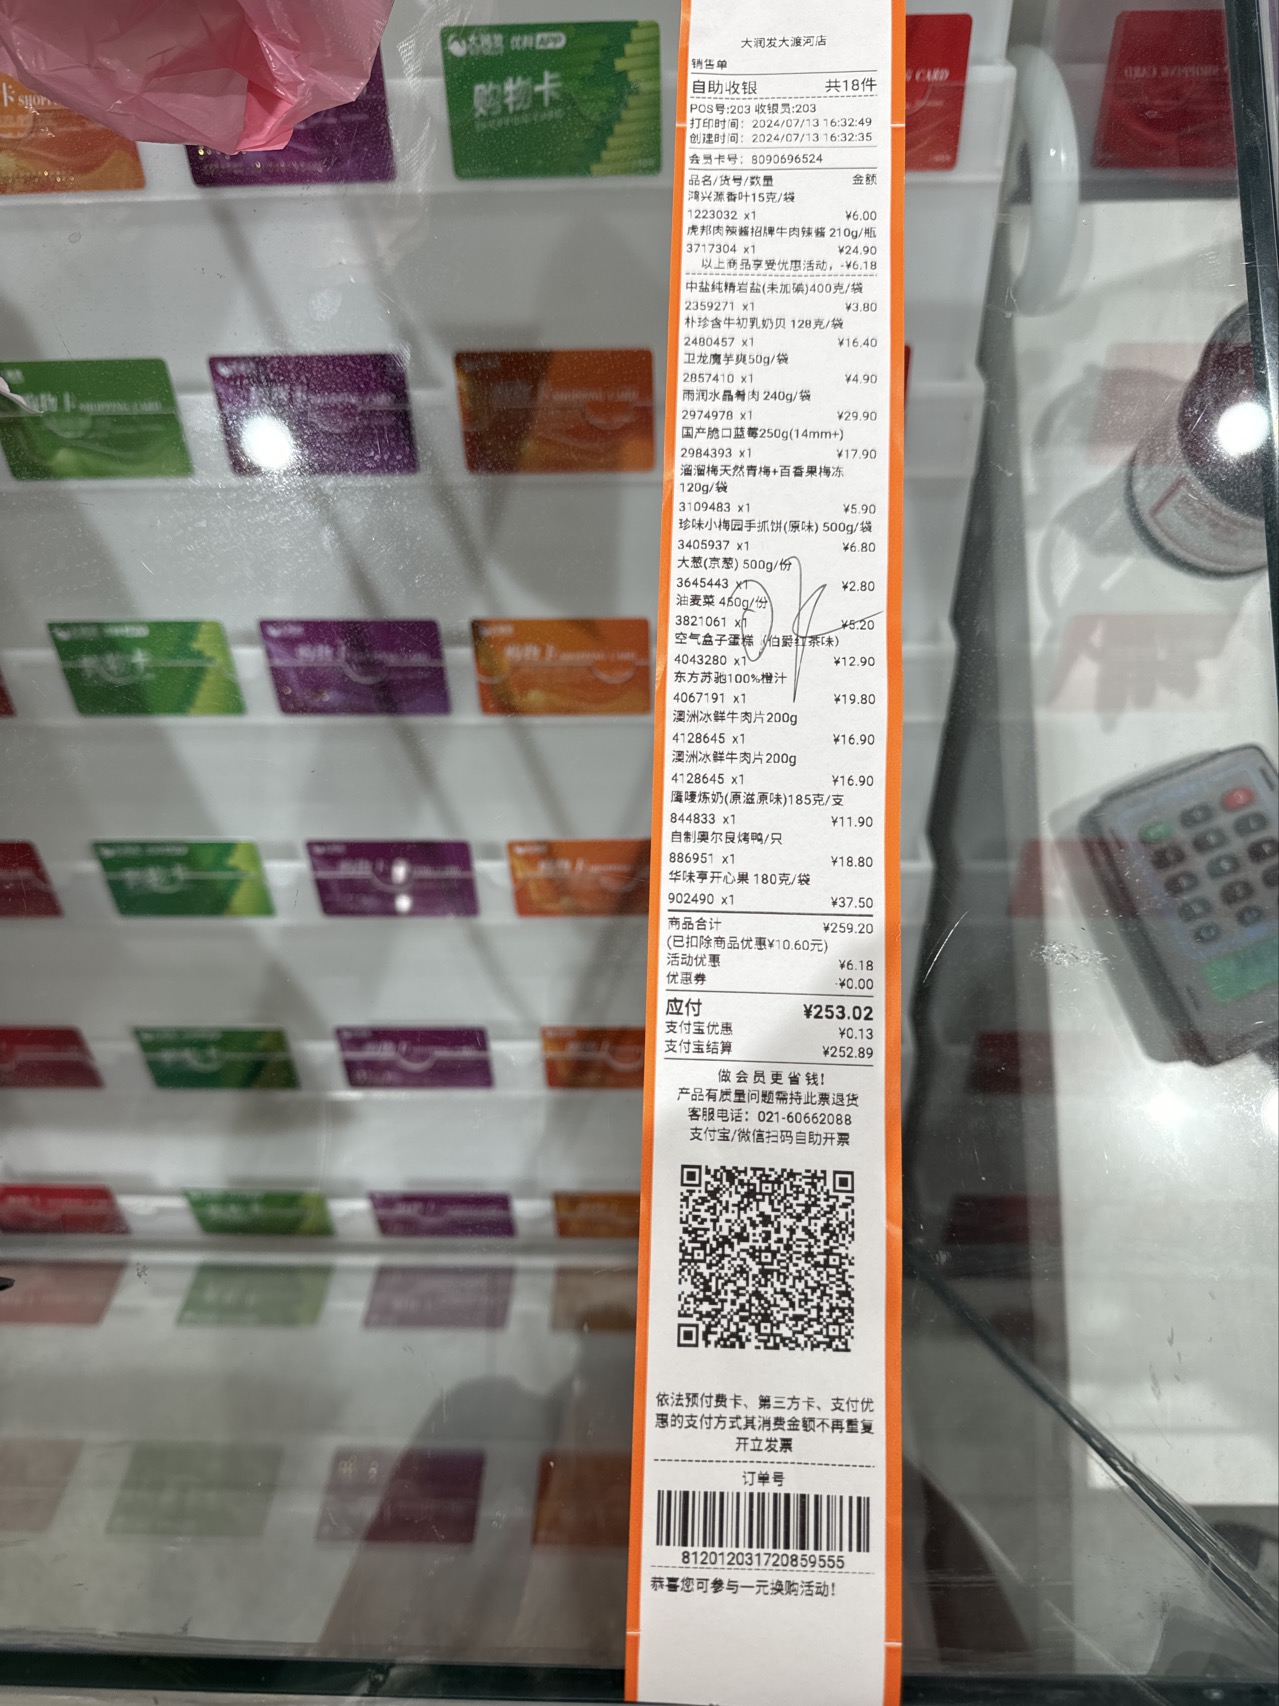 大润发 优鲜APP
购物卡
大润发大渡河店
销售单
自助收银 共18件
POS号:203 收银员:203
打印时间: 2024/07/13 16:32:49
创建时间: 2024/07/13 16:32:35
会员卡号: 8090696524
品名/货号/数量 金额
鸿兴源香叶15克/袋
1223032 x1 ¥6.00
虎邦肉辣酱招牌牛肉辣酱 210g/瓶
3717304 x1 ¥24.90
以上商品享受优惠活动, -¥6.18
中盐纯精岩盐(未加碘)400克/袋
2359271 x1 ¥3.80
朴珍含牛初乳奶贝 128克/袋
2480457 x1 ¥16.40
卫龙魔芋爽50g/袋
2857410 x1 ¥4.90
雨润水晶肴肉 240g/袋
2974978 x1 ¥29.90
国产脆口蓝莓250g(14mm+)
2984393 x1 ¥17.90
溜溜梅天然青梅+百香果梅冻
120g/袋
3109483 x1 ¥5.90
珍味小梅园手抓饼(原味) 500g/袋
3405937 x1 ¥6.80
大葱(京葱) 500g/份
3645443 x1 ¥2.80
油麦菜 450g/份
3821061 x1 ¥5.20
空气盒子蛋糕（伯爵红茶味）
4043280 x1 ¥12.90
东方苏驰100%橙汁
4067191 x1 ¥19.80
澳洲冰鲜牛肉片200g
4128645 x1 ¥16.90
澳洲冰鲜牛肉片200g
4128645 x1 ¥16.90
鹰唛炼奶(原滋原味)185克/支
844833 x1 ¥11.90
自制奥尔良烤鸭/只
886951 x1 ¥18.80
华味亨开心果 180克/袋
902490 x1 ¥37.50
商品合计 ¥259.20
(已扣除商品优惠¥10.60元)
活动优惠 ¥6.18
优惠券 -¥0.00
应付 ¥253.02
支付宝优惠 ¥0.13
支付宝结算 ¥252.89
做会员更省钱!
产品有质量问题需持此票退货
客服电话: 021-60662088
支付宝/微信扫码自助开票
依法预付费卡、第三方卡、支付优
惠的支付方式其消费金额不再重复
开立发票
订单号
812012031720859555
恭喜您可参与一元换购活动!